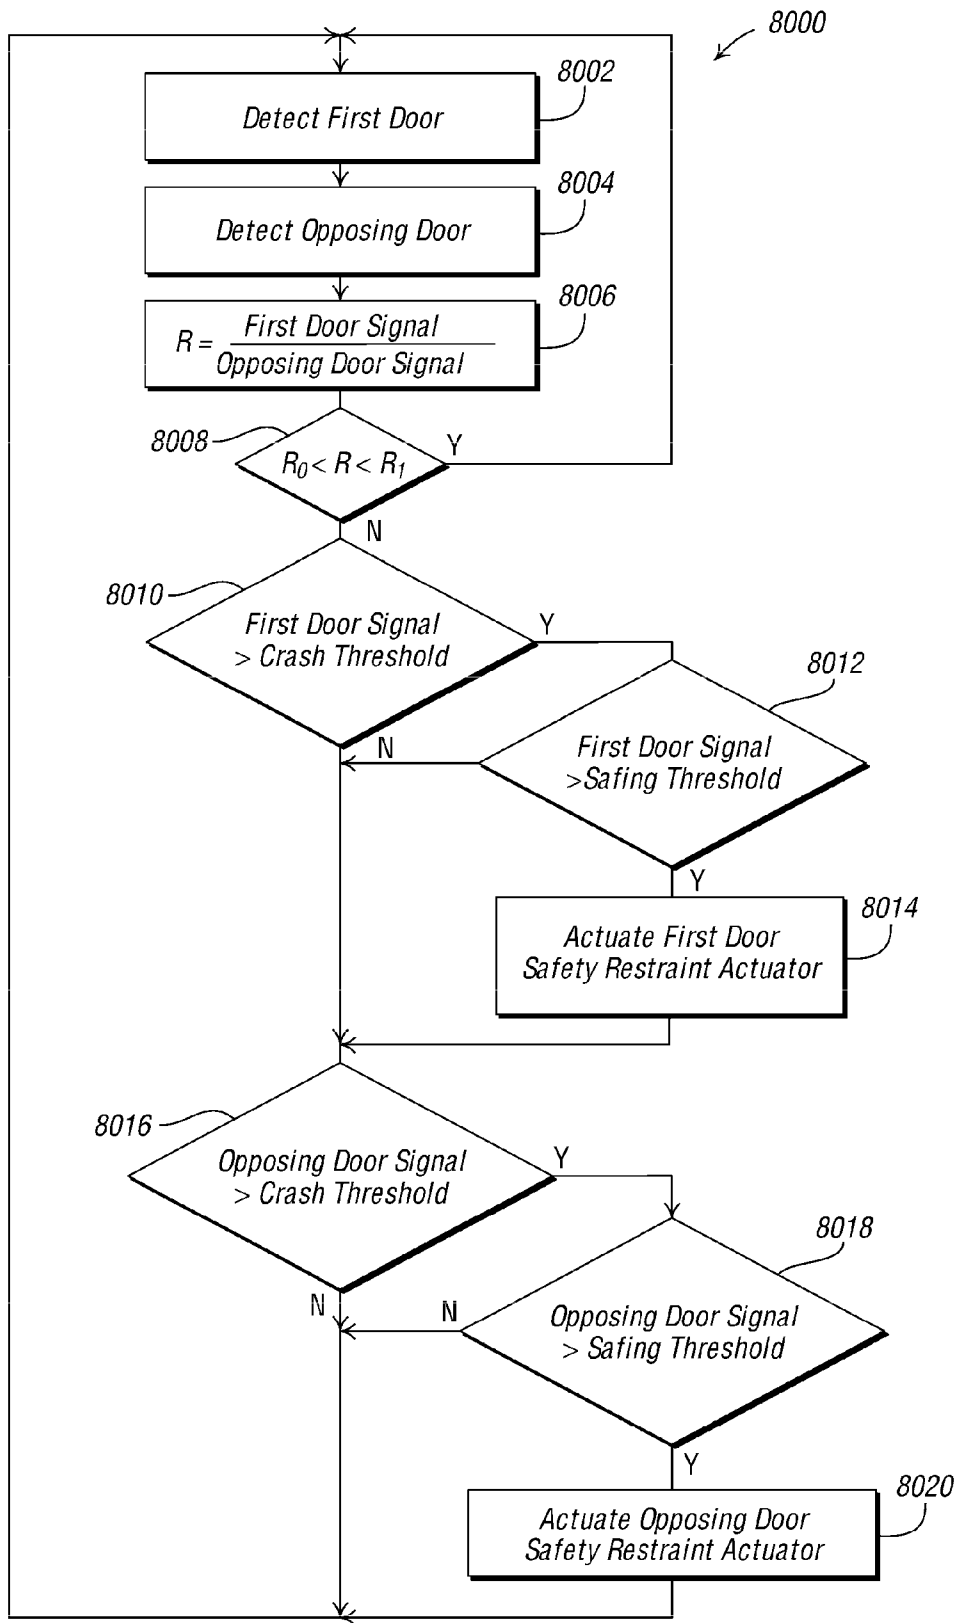 8000
8002
Detect First Door
8004
Detect Opposing Door
8006
R = First Door Signal
Opposing Door Signal
8008
R0 < R < R1
Y
N
8010
First Door Signal
> Crash Threshold
Y
8012
N
First Door Signal
>Safing Threshold
Y
8014
Actuate First Door
Safety Restraint Actuator
8016
Opposing Door Signal
> Crash Threshold
Y
8018
N
N
Opposing Door Signal
> Safing Threshold
Y
8020
Actuate Opposing Door
Safety Restraint Actuator